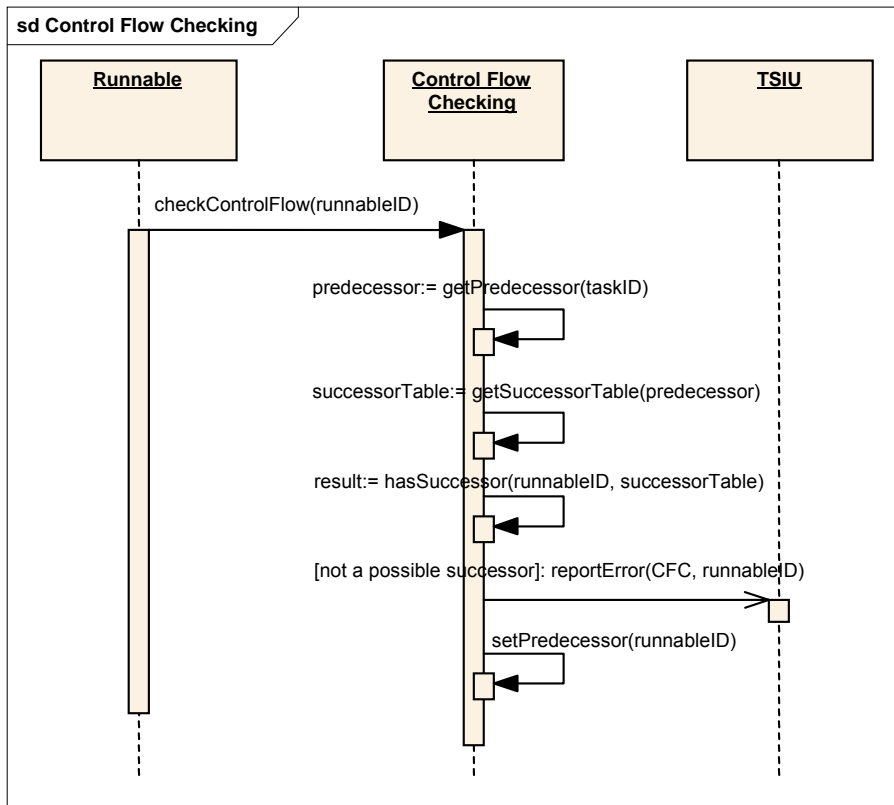 sd Control Flow Checking
Runnable
Control Flow
Checking
TSIU
checkControlFlow(runnableID)
predecessor:= getPredecessor(taskID)
successorTable:= getSuccessorTable(predecessor)
result:= hasSuccessor(runnableID, successorTable)
[not a possible successor]: reportError(CFC, runnableID)
setPredecessor(runnableID)